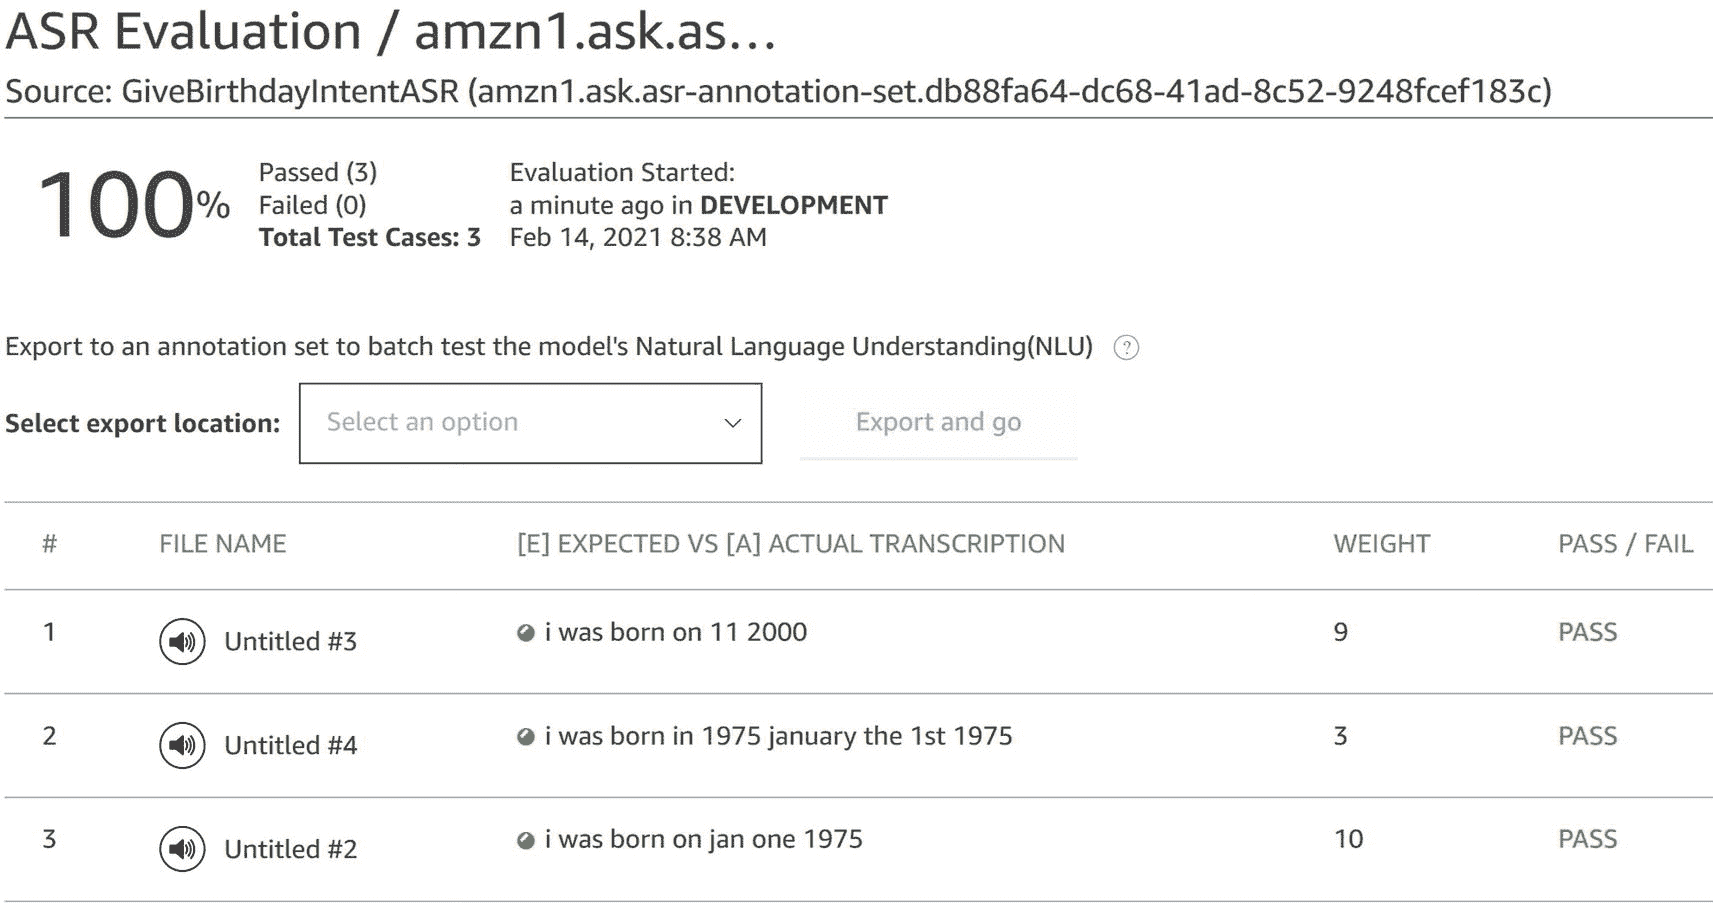 ASR Evaluation / amzn1.ask.as...
Source: GiveBirthdayIntentASR (amzn1.ask.asr-annotation-set.db88fa64-dc68-41ad-8c52-9248fcef183c)
100%
Passed (3)
Failed (0)
Total Test Cases: 3
Evaluation Started:
a minute ago in DEVELOPMENT
Feb 14, 2021 8:38 AM
Export to an annotation set to batch test the model's Natural Language Understanding(NLU) ?
Select export location: Select an option Export and go
# FILE NAME [E] EXPECTED VS [A] ACTUAL TRANSCRIPTION WEIGHT PASS / FAIL
1 Untitled #3 i was born on 11 2000 9 PASS
2 Untitled #4 i was born in 1975 january the 1st 1975 3 PASS
3 Untitled #2 i was born on jan one 1975 10 PASS